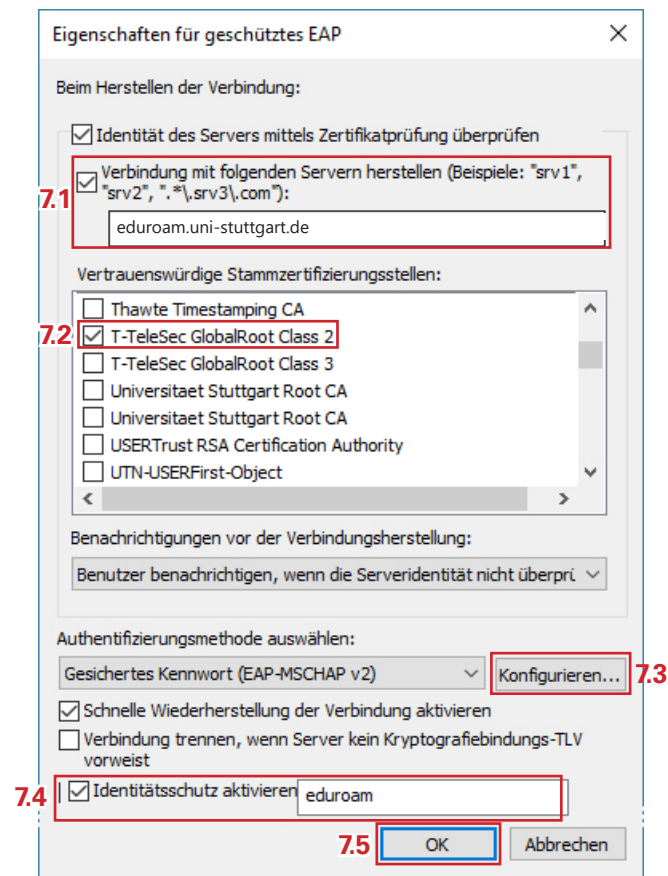 Eigenschaften für geschütztes EAP
Beim Herstellen der Verbindung:
Identität des Servers mittels Zertifikatprüfung überprüfen
7.1
Verbindung mit folgenden Servern herstellen (Beispiele: "srv1",
"srv2", ".*\.srv3\.com"):
eduroam.uni-stuttgart.de
Vertrauenswürdige Stammzertifizierungsstellen:
Thawte Timestamping CA
7.2 T-TeleSec GlobalRoot Class 2
T-TeleSec GlobalRoot Class 3
Universitaet Stuttgart Root CA
Universitaet Stuttgart Root CA
USERTrust RSA Certification Authority
UTN-USERFirst-Object
Benachrichtigungen vor der Verbindungsherstellung:
Benutzer benachrichtigen, wenn die Serveridentität nicht überprü
Authentifizierungsmethode auswählen:
Gesichertes Kennwort (EAP-MSCHAP v2) Konfigurieren... 7.3
Schnelle Wiederherstellung der Verbindung aktivieren
Verbindung trennen, wenn Server kein Kryptografiebindungs-TLV
vorweist
7.4 Identitätsschutz aktivieren eduroam
7.5 OK Abbrechen